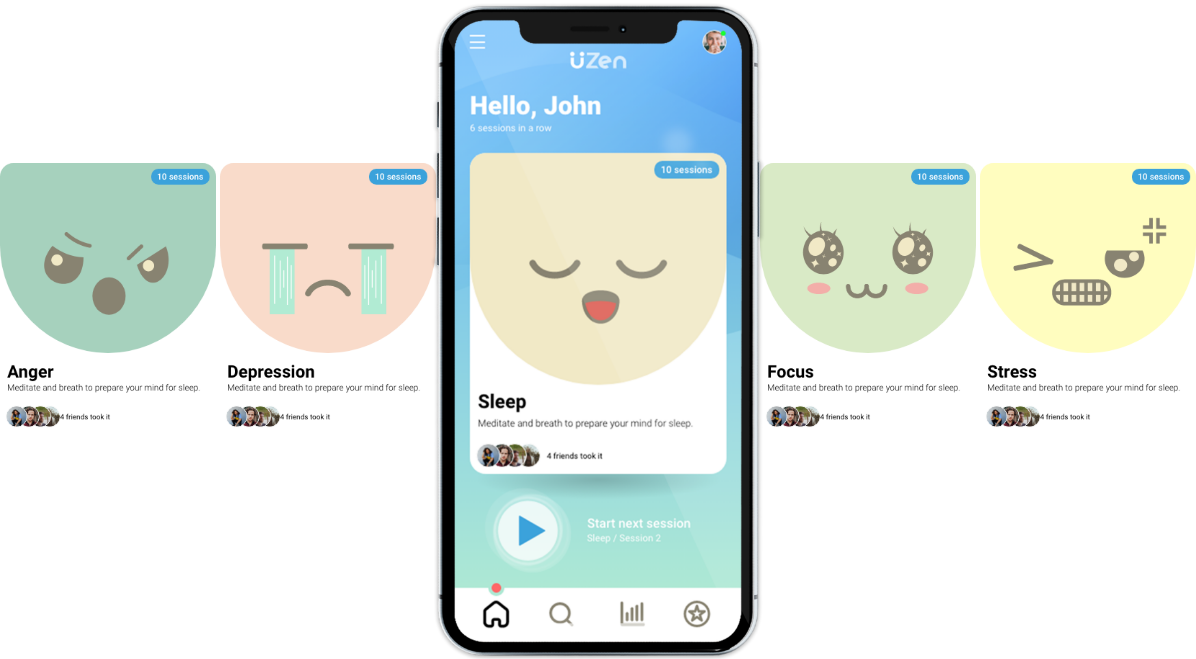 üZen
Hello, John
6 sessions in a row
10 sessions
Anger
Meditate and breath to prepare your mind for sleep.
4 friends took it
10 sessions
Depression
Meditate and breath to prepare your mind for sleep.
4 friends took it
10 sessions
Sleep
Meditate and breath to prepare your mind for sleep.
4 friends took it
10 sessions
Focus
Meditate and breath to prepare your mind for sleep.
4 friends took it
10 sessions
Stress
Meditate and breath to prepare your mind for sleep.
4 friends took it
Start next session
Sleep / Session 2